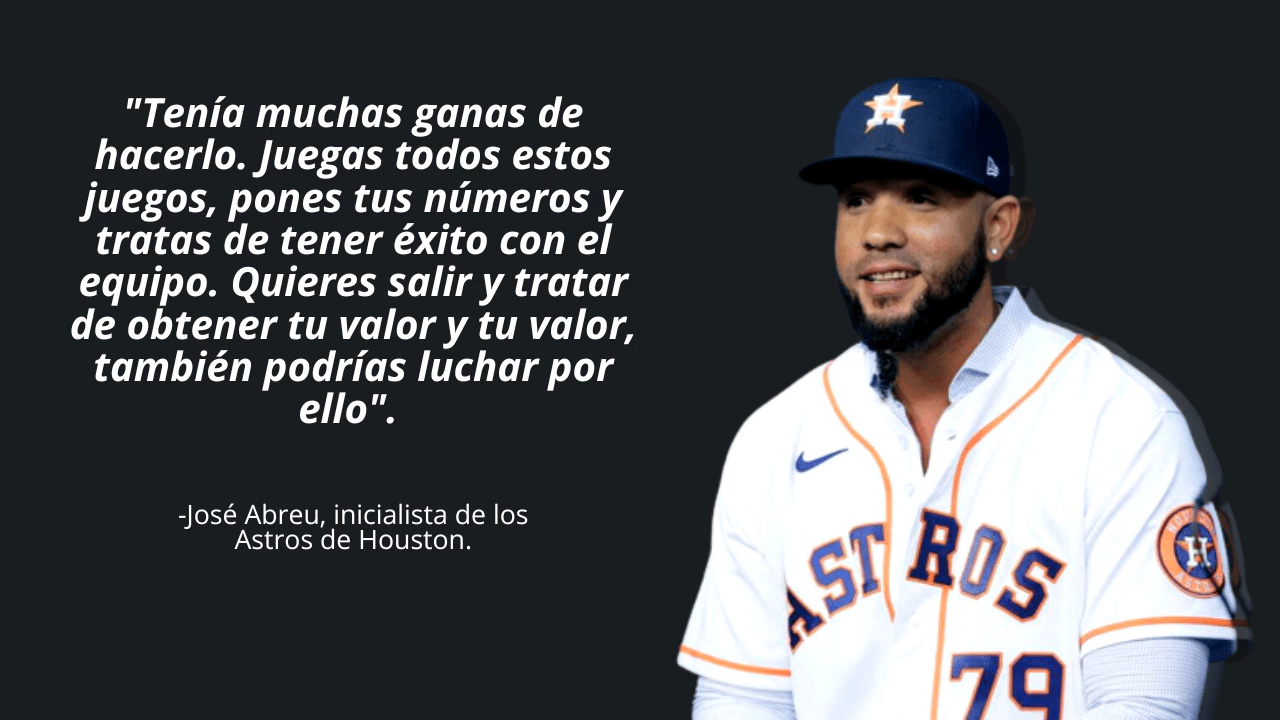 "Tenía muchas ganas de
hacerlo. Juegas todos estos
juegos, pones tus números y
tratas de tener éxito con el
equipo. Quieres salir y tratar
de obtener tu valor y tu valor,
también podrías luchar por
ello".
-José Abreu, inicialista de los
Astros de Houston.
H
ASTROS
HOUSTON
H
ASTROS
79